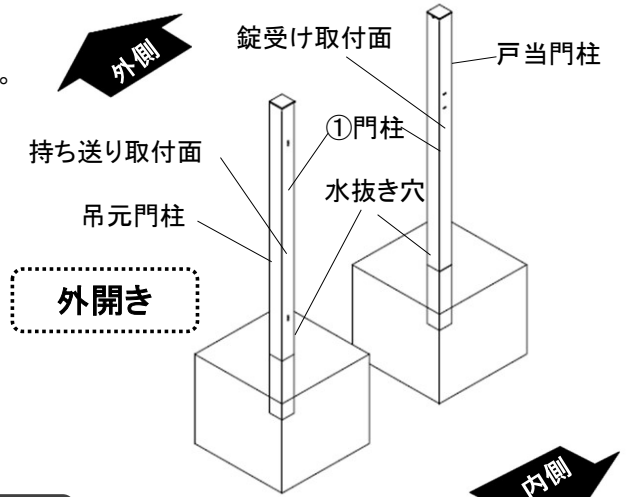 外側
。
錠受け取付面
戸当門柱
①門柱
持ち送り取付面
水抜き穴
吊元門柱
外開き
内側